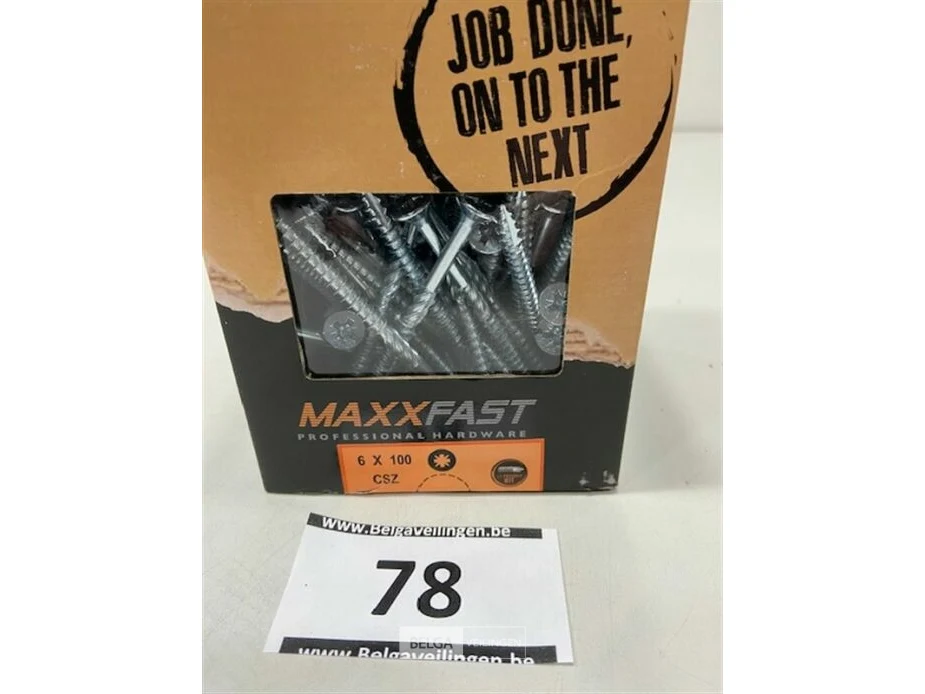 JOB DONE,
ON TO THE
NEXT
MAXXFAST
PROFESSIONAL HARDWARE
6 X 100
CSZ
BIT
www.Belgaveilingen.be
78
BELGA VEILINGEN
www.Belgaveilingen.be